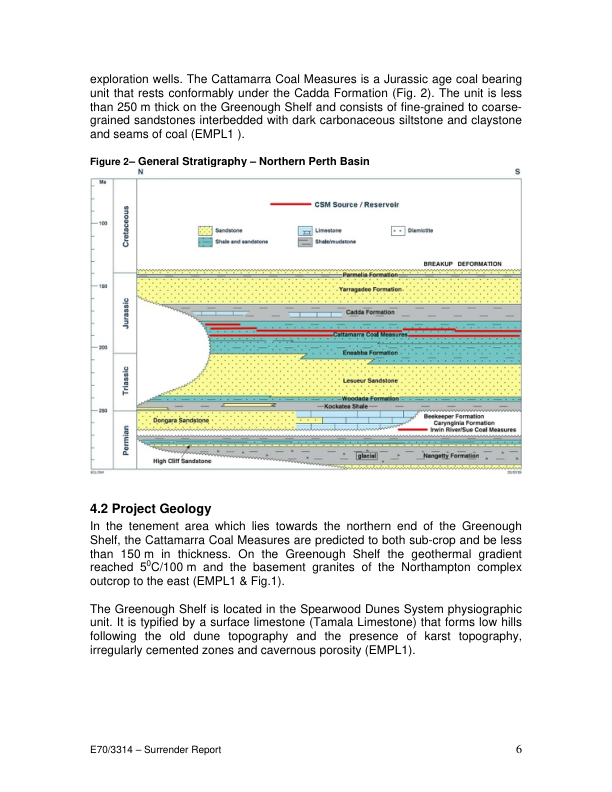 exploration wells. The Cattamarra Coal Measures is a Jurassic age coal bearing
unit that rests conformably under the Cadda Formation (Fig. 2). The unit is less
than 250 m thick on the Greenough Shelf and consists of fine-grained to coarse-
grained sandstones interbedded with dark carbonaceous siltstone and claystone
and seams of coal (EMPL1 ).
Figure 2– General Stratigraphy – Northern Perth Basin
N S
Ma
CSM Source / Reservoir
100
Cretaceous
Sandstone Limestone Diamictite
Shale and sandstone Shale/mudstone
BREAKUP DEFORMATION
Parmelia Formation
150
Yarragadee Formation
Jurassic
Cadda Formation
Cattamarra Coal Measures
200
Eneabba Formation
Triassic
Lesueur Sandstone
Woodada Formation
Kockatea Shale
250
Permian
Dongara Sandstone
Beekeeper Formation
Carynginia Formation
Irwin River/Sue Coal Measures
High Cliff Sandstone
glacial
Nangetty Formation
4.2 Project Geology
In the tenement area which lies towards the northern end of the Greenough
Shelf, the Cattamarra Coal Measures are predicted to both sub-crop and be less
than 150 m in thickness. On the Greenough Shelf the geothermal gradient
reached 5⁰C/100 m and the basement granites of the Northampton complex
outcrop to the east (EMPL1 & Fig.1).
The Greenough Shelf is located in the Spearwood Dunes System physiographic
unit. It is typified by a surface limestone (Tamala Limestone) that forms low hills
following the old dune topography and the presence of karst topography,
irregularly cemented zones and cavernous porosity (EMPL1).
E70/3314 – Surrender Report 6